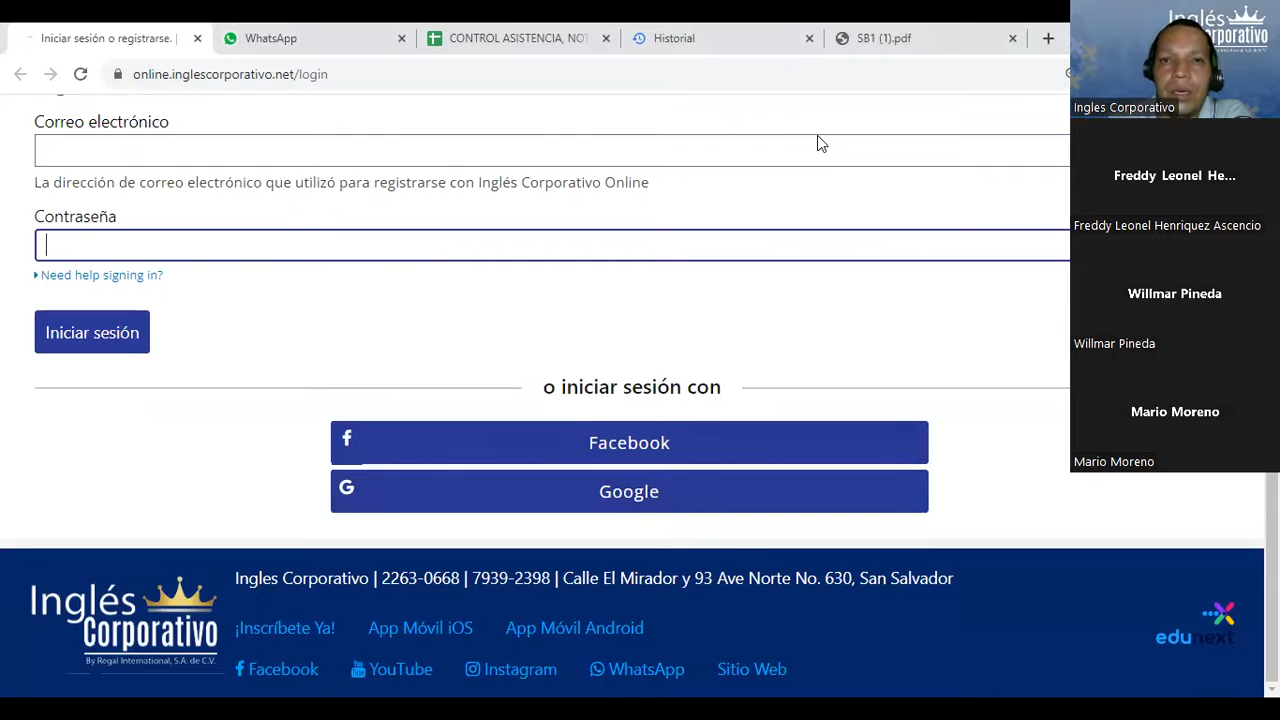 Iniciar sesión o registrarse. |
WhatsApp
CONTROL ASISTENCIA, NOT
Historial
SB1 (1).pdf
online.inglescorporativo.net/login
Correo electrónico
La dirección de correo electrónico que utilizó para registrarse con Inglés Corporativo Online
Contraseña
Need help signing in?
Iniciar sesión
o iniciar sesión con
Facebook
Google
Inglés
Corporativo
By Regal International, S.A. de C.V.
Ingles Corporativo | 2263-0668 | 7939-2398 | Calle El Mirador y 93 Ave Norte No. 630, San Salvador
¡Inscríbete Ya! App Móvil iOS App Móvil Android
Facebook YouTube Instagram WhatsApp Sitio Web
edunext
Inglés
Corporativo
Ingles Corporativo
Freddy Leonel He...
Freddy Leonel Henriquez Ascencio
Willmar Pineda
Willmar Pineda
Mario Moreno
Mario Moreno